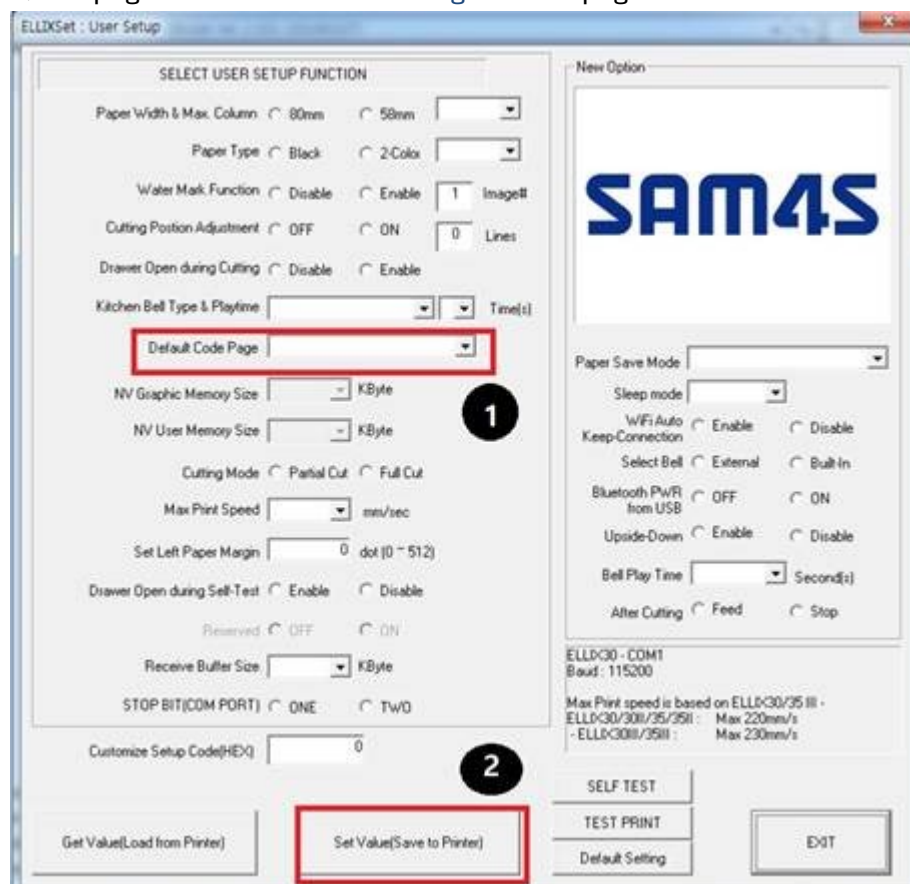 ELLIXSet : User Setup
SELECT USER SETUP FUNCTION
Paper Width & Max. Column 80mm 58mm
Paper Type Black 2-Color
Water Mark Function Disable Enable 1 Image#
Cutting Postion Adjustment OFF ON 0 Lines
Drawer Open during Cutting Disable Enable
Kitchen Bell Type & Playtime Time(s)
Default Code Page
1
NV Graphic Memory Size KByte
NV User Memory Size KByte
Cutting Mode Partial Cut Full Cut
Max Print Speed mm/sec
Set Left Paper Margin 0 dot (0 ~ 512)
Drawer Open during Self-Test Enable Disable
Reserved OFF ON
Receive Buffer Size KByte
STOP BIT(COM PORT) ONE TWO
Customize Setup Code(HEX) 0
2
Get Value(Load from Printer)
Set Value(Save to Printer)
New Option
SAM4S
Paper Save Mode
Sleep mode
WiFi Auto
Keep-Connection Enable Disable
Select Bell External Built-In
Bluetooth PWR
from USB OFF ON
Upside-Down Enable Disable
Bell Play Time Second(s)
After Cutting Feed Stop
ELLIX30 - COM1
Baud : 115200
Max Print speed is based on ELLIX30/35 III -
ELLIX30/30II/35/35II : Max 220mm/s
- ELLIX30III/35III : Max 230mm/s
SELF TEST
TEST PRINT
Default Setting
EXIT